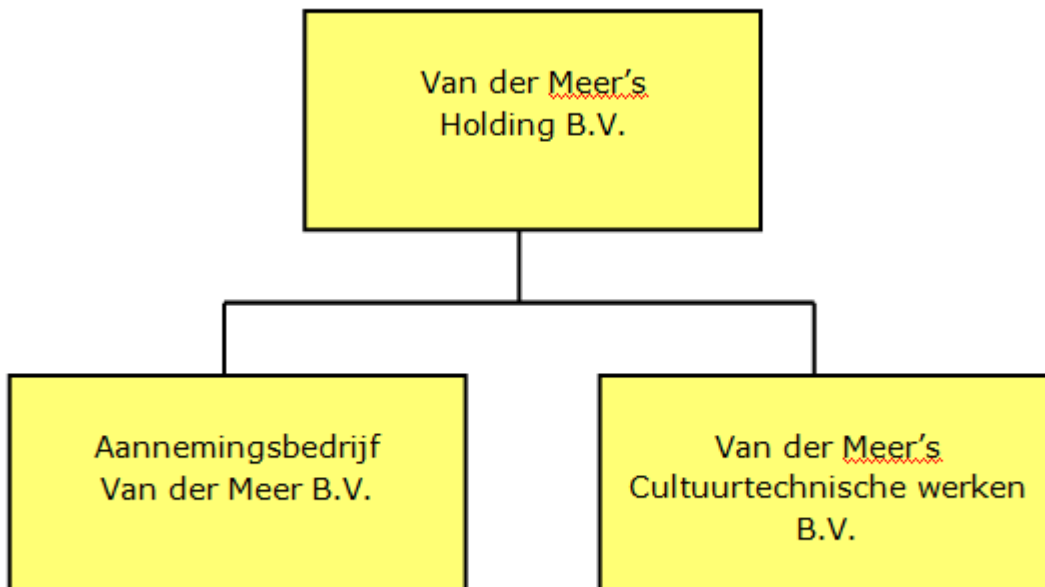 Van der Meer’s
Holding B.V.
Aannemingsbedrijf
Van der Meer B.V.
Van der Meer’s
Cultuurtechnische werken
B.V.